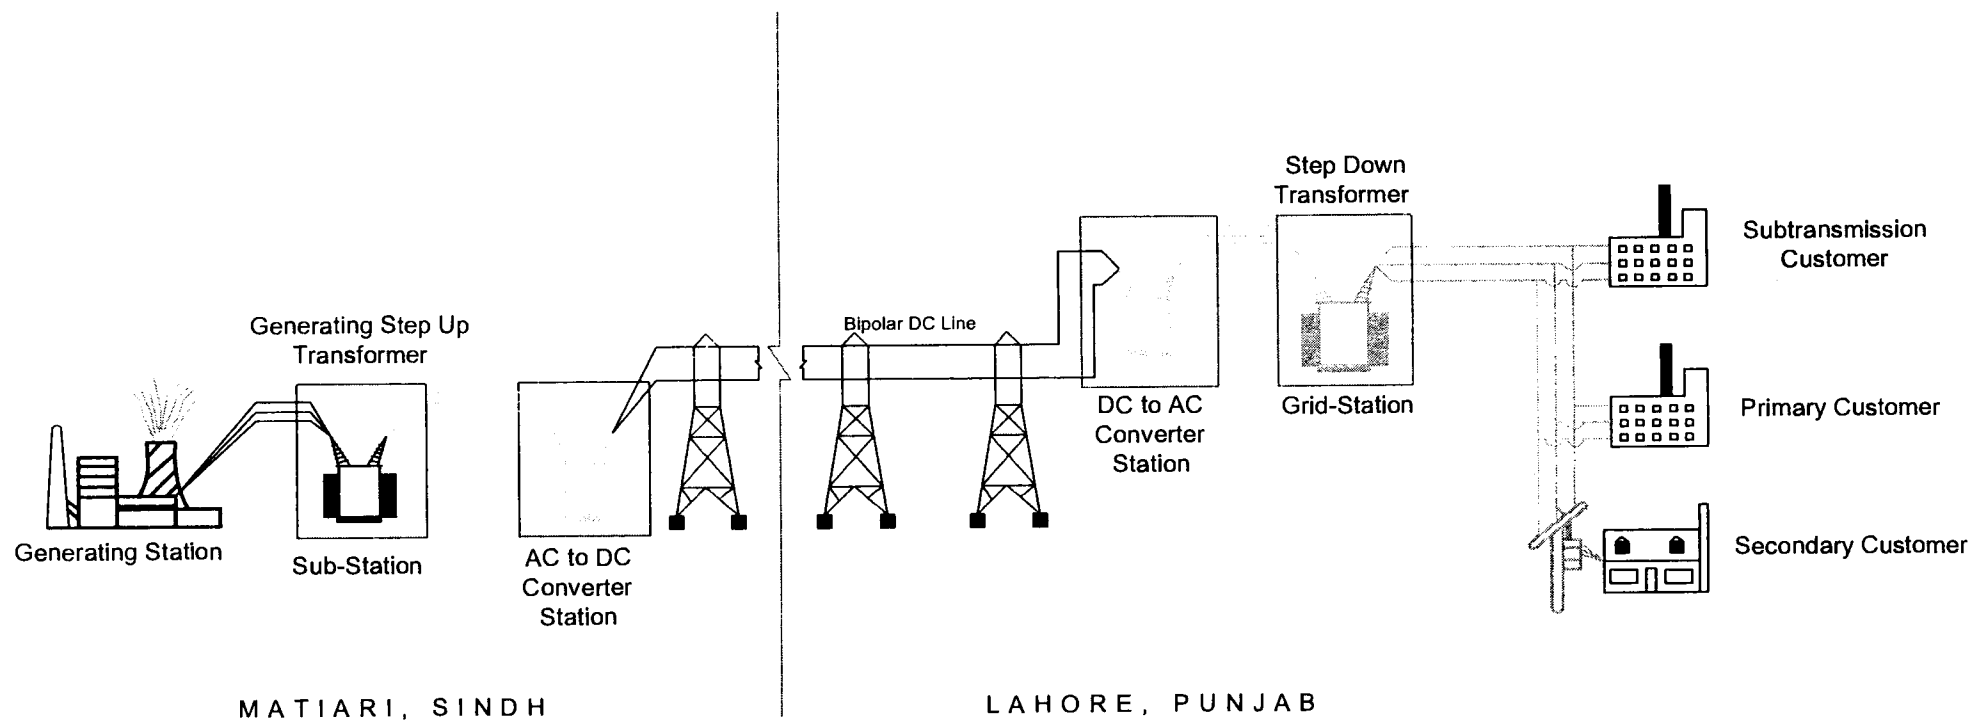 Generating Station
Generating Step Up
Transformer
Sub-Station
AC to DC
Converter
Station
Bipolar DC Line
DC to AC
Converter
Station
Step Down
Transformer
Grid-Station
Subtransmission
Customer
Primary Customer
Secondary Customer
MATIARI, SINDH
LAHORE, PUNJAB